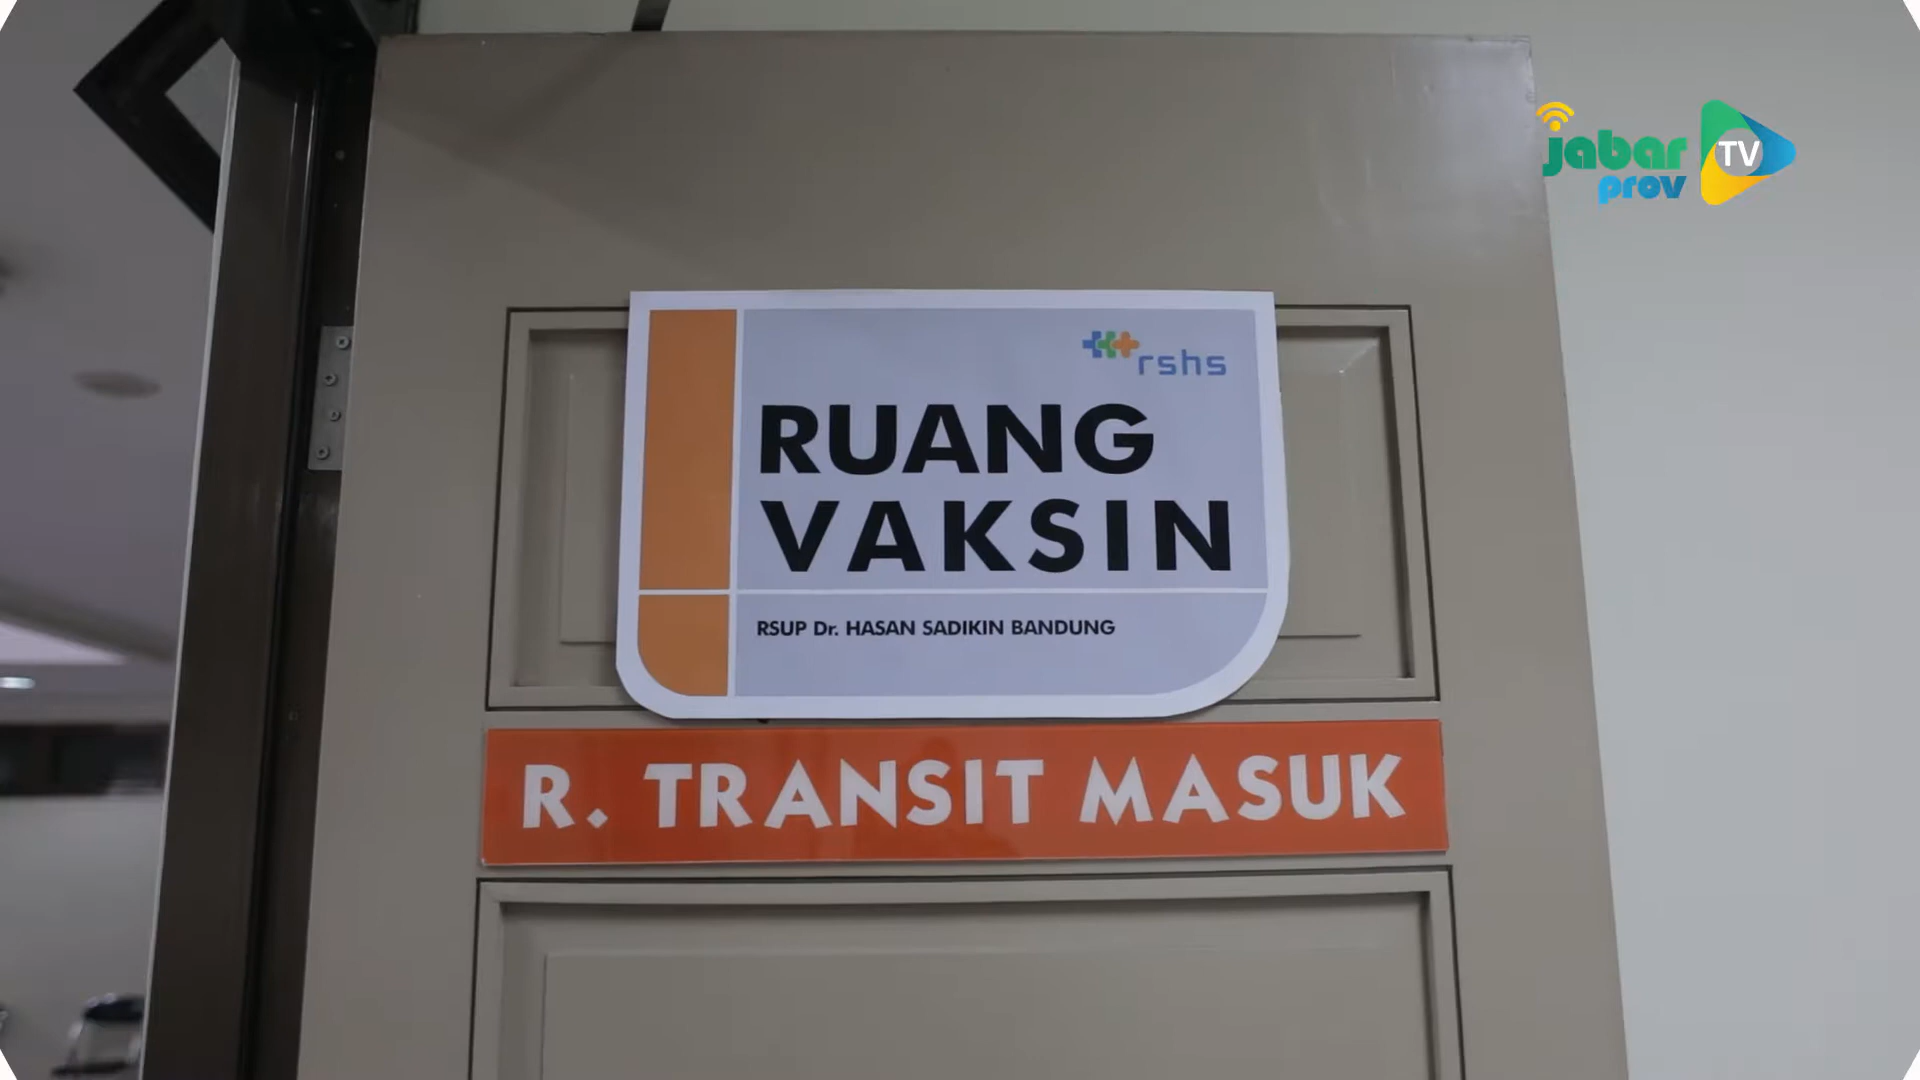 jabar
prov
TV
rshs
RUANG
VAKSIN
RSUP Dr. HASAN SADIKIN BANDUNG
R. TRANSIT MASUK